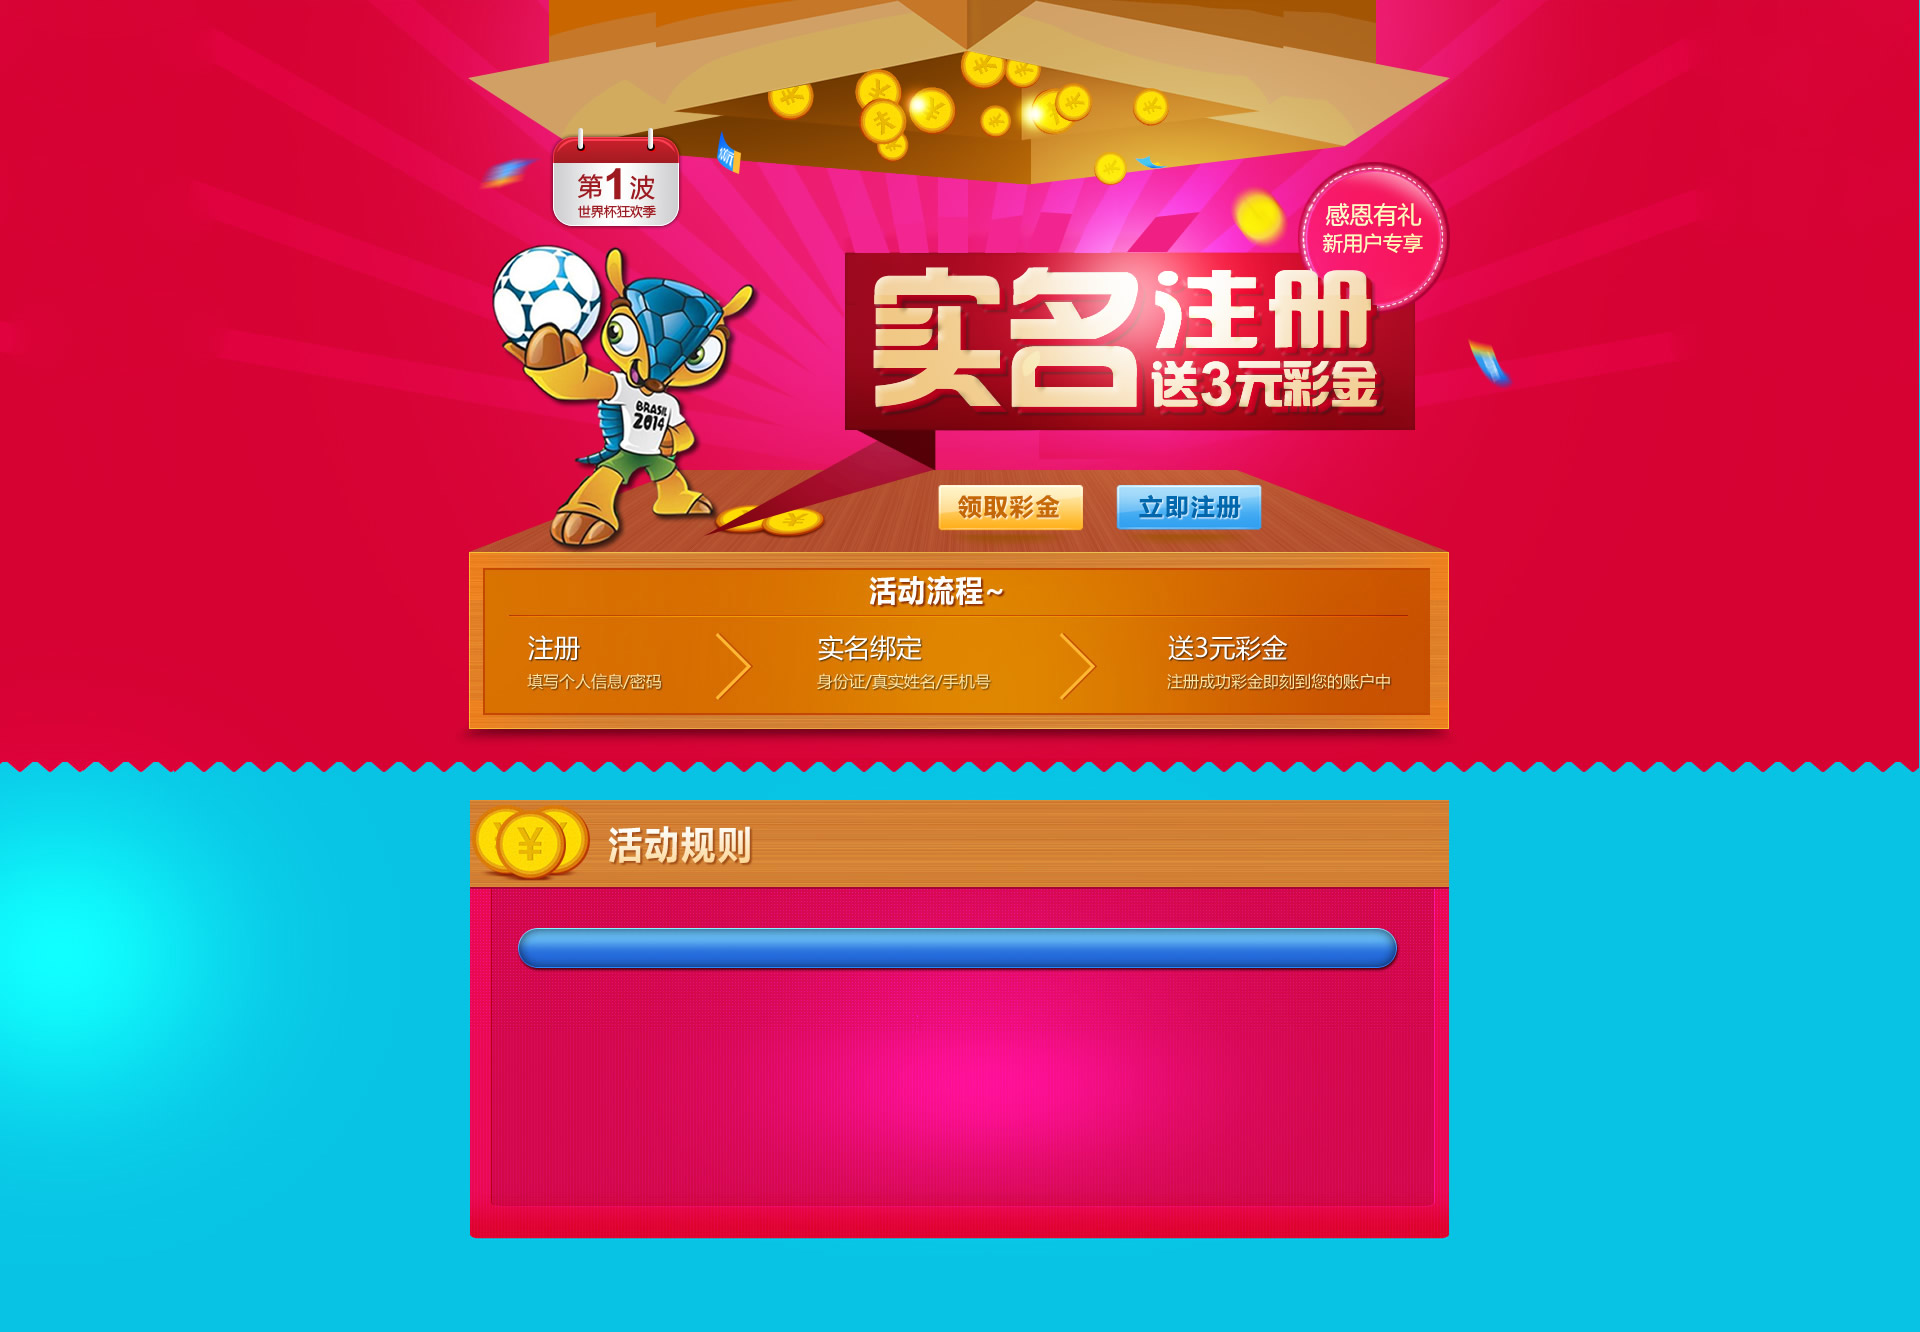 100元
第1波
世界杯狂欢季
感恩有礼
新用户专享
实名注册
送3元彩金
BRASIL
2014
领取彩金
立即注册
活动流程~
注册
填写个人信息/密码
实名绑定
身份证/真实姓名/手机号
送3元彩金
注册成功彩金即刻到您的账户中
¥
活动规则